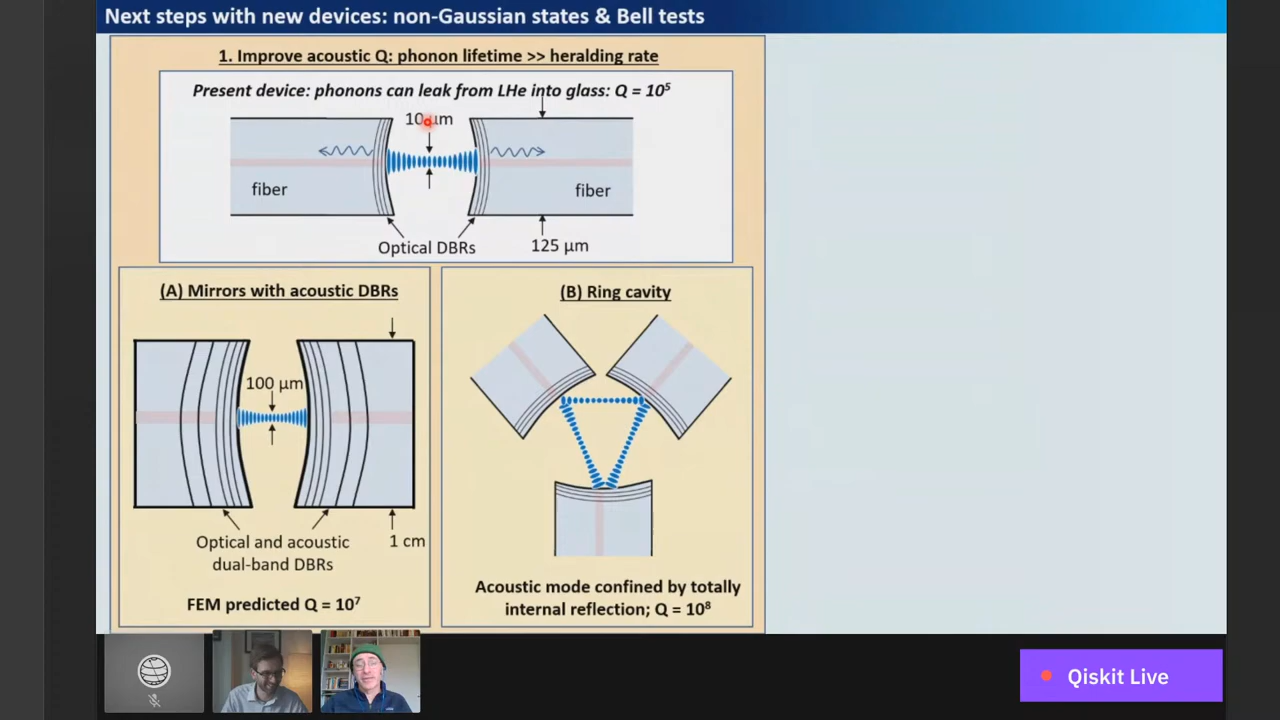 Next steps with new devices: non-Gaussian states & Bell tests
1. Improve acoustic Q: phonon lifetime >> heralding rate
Present device: phonons can leak from LHe into glass: Q = 10⁵
10 μm
fiber
fiber
Optical DBRs
125 μm
(A) Mirrors with acoustic DBRs
100 μm
Optical and acoustic
dual-band DBRs
1 cm
FEM predicted Q = 10⁷
(B) Ring cavity
Acoustic mode confined by totally
internal reflection; Q = 10⁸
Qiskit Live